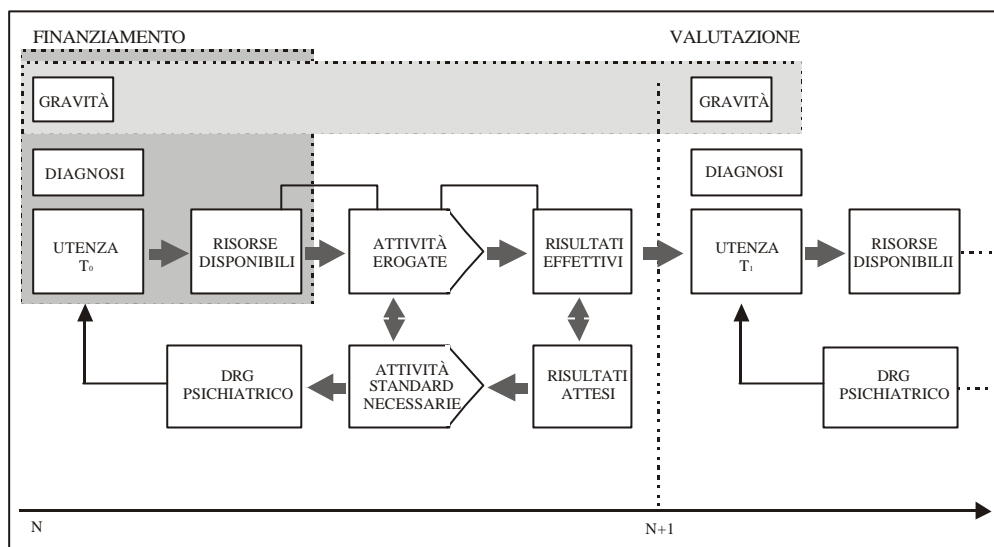 FINANZIAMENTO
VALUTAZIONE
GRAVITÀ
GRAVITÀ
DIAGNOSI
DIAGNOSI
UTENZA
T₀
RISORSE
DISPONIBILI
ATTIVITÀ
EROGATE
RISULTATI
EFFETTIVI
UTENZA
T₁
RISORSE
DISPONIBILII
DRG
PSICHIATRICO
ATTIVITÀ
STANDARD
NECESSARIE
RISULTATI
ATTESI
DRG
PSICHIATRICO
N
N+1